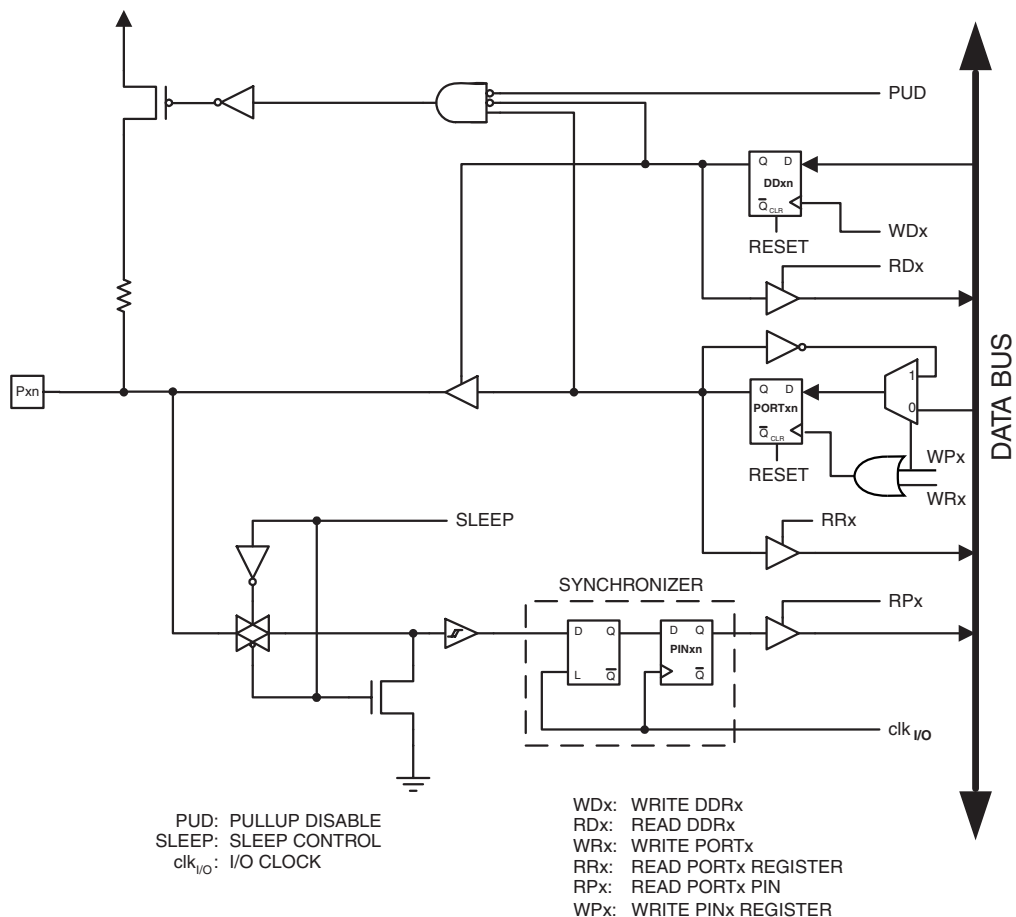 PUD
Q D
DDxn
Q CLR
WDx
RESET
RDx
Pxn
1
Q D
0
PORTxn
Q CLR
DATA BUS
RESET
WPx
WRx
SLEEP
RRx
SYNCHRONIZER
RPx
D Q
D Q
PINxn
L Q
Q
clk I/O
PUD: PULLUP DISABLE
SLEEP: SLEEP CONTROL
clkI/O: I/O CLOCK
WDx: WRITE DDRx
RDx: READ DDRx
WRx: WRITE PORTx
RRx: READ PORTx REGISTER
RPx: READ PORTx PIN
WPx: WRITE PINx REGISTER